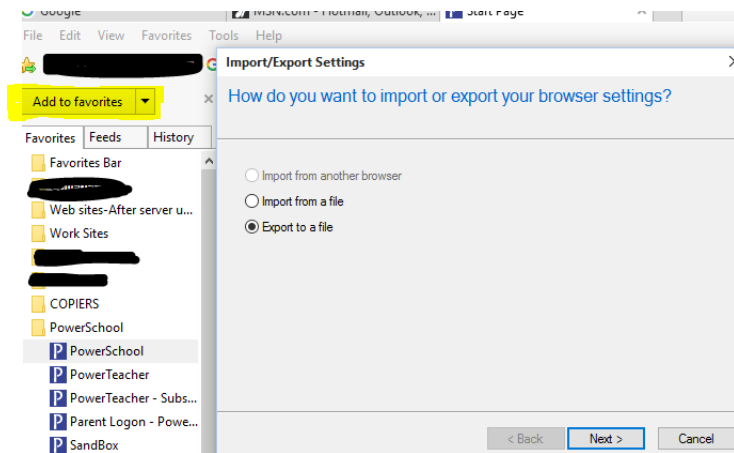 Google
MSN.com - Hotmail, Outlook, ...
Start Page
File Edit View Favorites Tools Help
Import/Export Settings
Add to favorites
How do you want to import or export your browser settings?
Favorites Feeds History
Favorites Bar
Import from another browser
Import from a file
Web sites-After server u...
Export to a file
Work Sites
COPIERS
PowerSchool
PowerSchool
PowerTeacher
PowerTeacher - Subs...
Parent Logon - Powe...
SandBox
< Back Next > Cancel